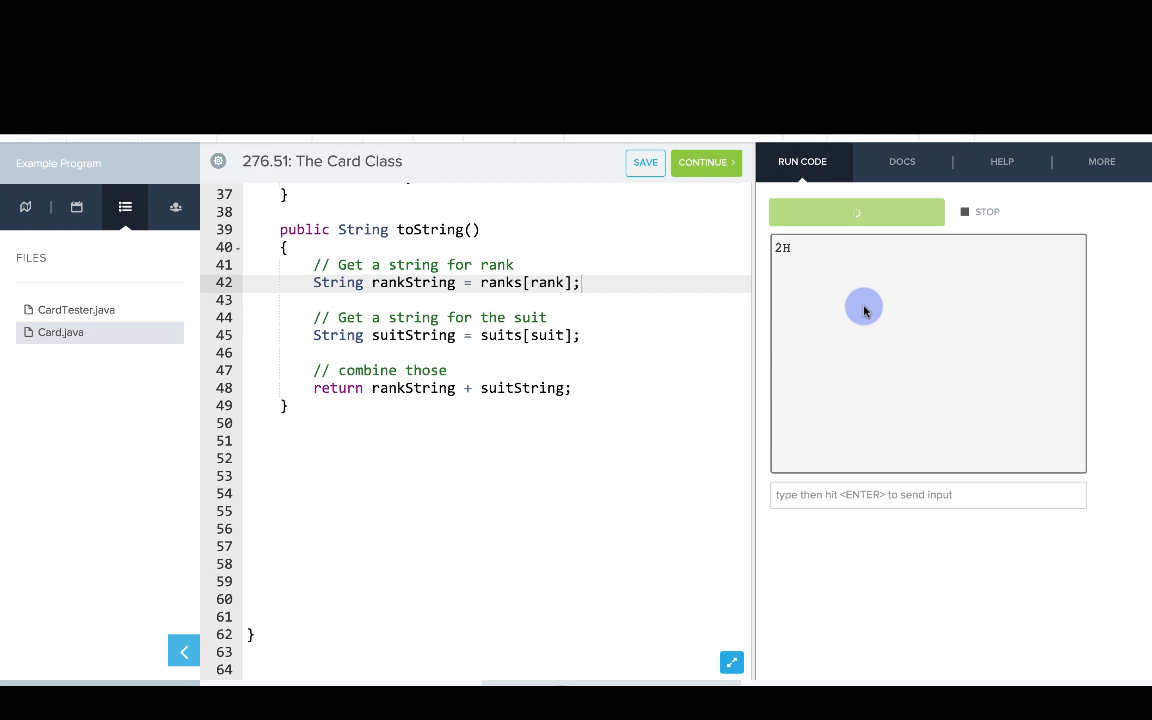 Example Program
276.51: The Card Class
SAVE
CONTINUE ›
RUN CODE
DOCS
HELP
MORE
FILES
CardTester.java
Card.java
37 }
38
39 public String toString()
40 {
41 // Get a string for rank
42 String rankString = ranks[rank];
43
44 // Get a string for the suit
45 String suitString = suits[suit];
46
47 // combine those
48 return rankString + suitString;
49 }
50
51
52
53
54
55
56
57
58
59
60
61
62 }
63
64
STOP
2H
type then hit <ENTER> to send input